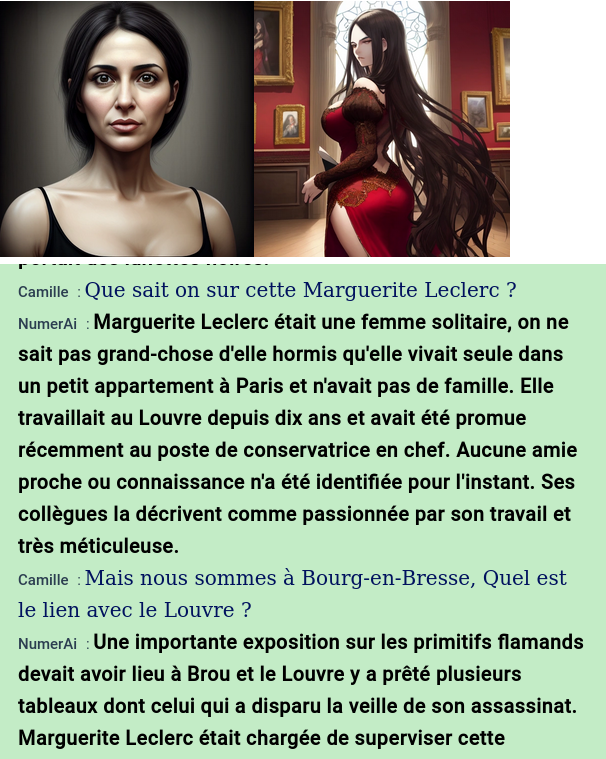 portait des lunettes noires.
Camille : Que sait on sur cette Marguerite Leclerc ?
NumerAi : Marguerite Leclerc était une femme solitaire, on ne
sait pas grand-chose d'elle hormis qu'elle vivait seule dans
un petit appartement à Paris et n'avait pas de famille. Elle
travaillait au Louvre depuis dix ans et avait été promue
récemment au poste de conservatrice en chef. Aucune amie
proche ou connaissance n'a été identifiée pour l'instant. Ses
collègues la décrivent comme passionnée par son travail et
très méticuleuse.
Camille : Mais nous sommes à Bourg-en-Bresse, Quel est
le lien avec le Louvre ?
NumerAi : Une importante exposition sur les primitifs flamands
devait avoir lieu à Brou et le Louvre y a prêté plusieurs
tableaux dont celui qui a disparu la veille de son assassinat.
Marguerite Leclerc était chargée de superviser cette